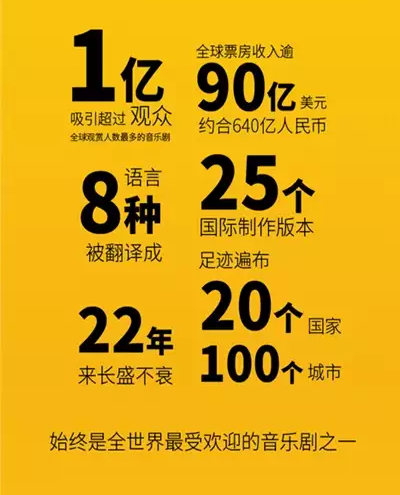 1亿
吸引超过 观众
全球观赏人数最多的音乐剧
全球票房收入逾
90亿 美元
约合640亿人民币
语言
8种
被翻译成
25个
国际制作版本
22年
来长盛不衰
足迹遍布
20个 国家
100个 城市
始终是全世界最受欢迎的音乐剧之一